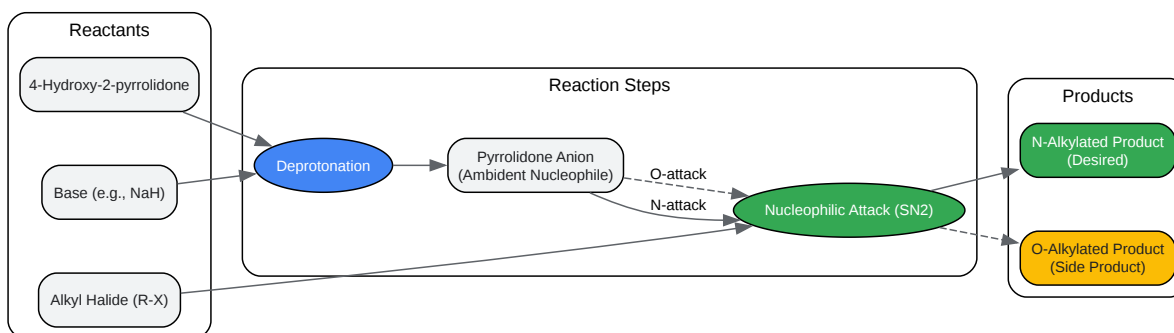 Reactants
4-Hydroxy-2-pyrrolidone
Base (e.g., NaH)
Alkyl Halide (R-X)
Reaction Steps
Deprotonation
Pyrrolidone Anion
(Ambident Nucleophile)
O-attack
N-attack
Nucleophilic Attack (SN2)
Products
N-Alkylated Product
(Desired)
O-Alkylated Product
(Side Product)